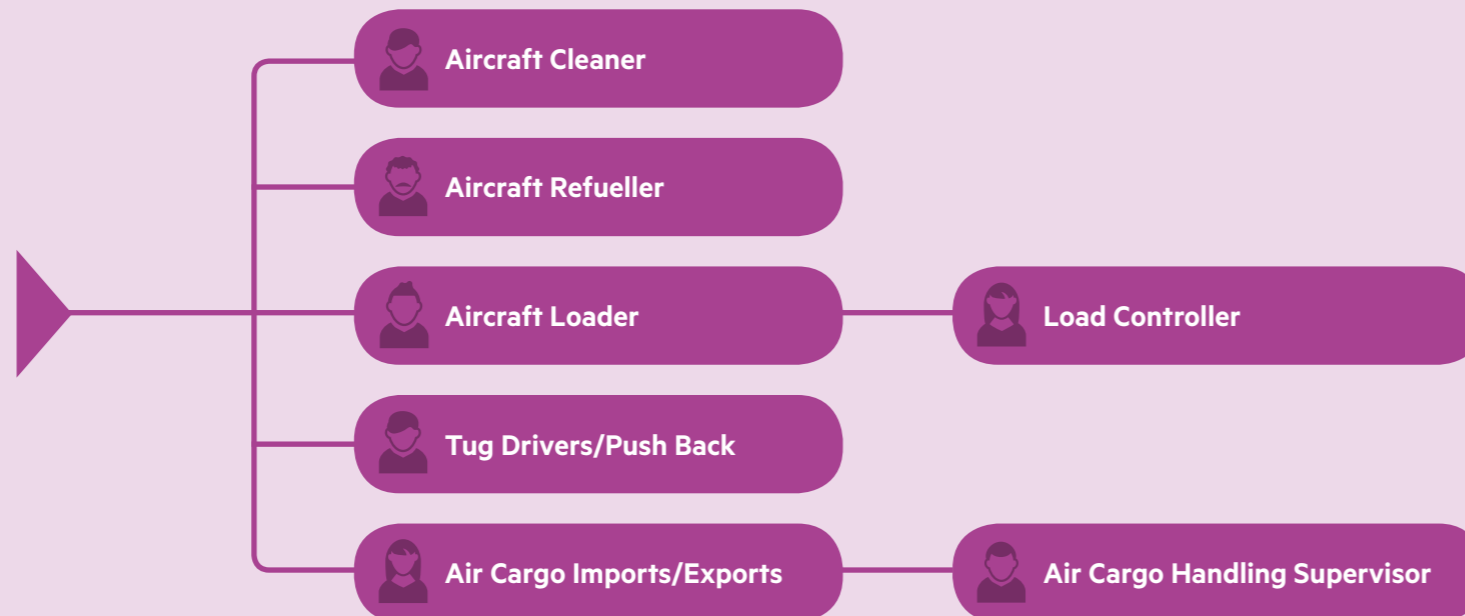 Aircraft Cleaner
Aircraft Refueller
Aircraft Loader
Load Controller
Tug Drivers/Push Back
Air Cargo Imports/Exports
Air Cargo Handling Supervisor